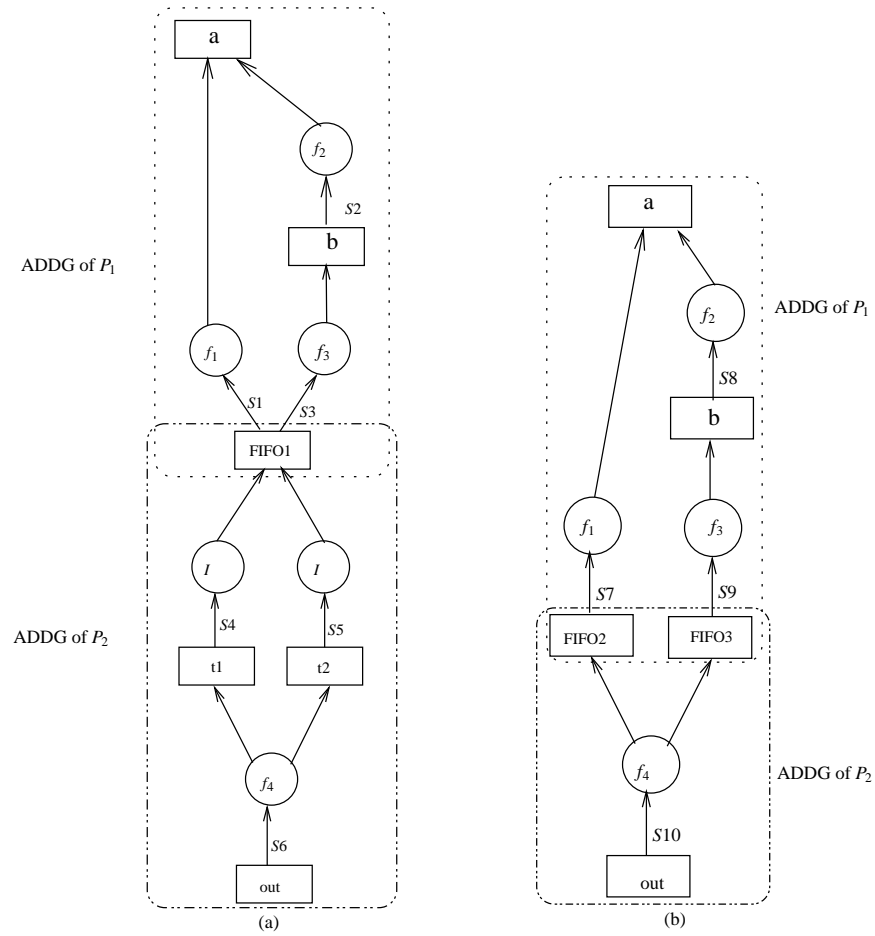 a
f2
S2
b
ADDG of P1
f1
f3
S1
S3
FIFO1
I
I
S4
S5
ADDG of P2
t1
t2
f4
S6
out
(a)
a
ADDG of P1
f2
S8
b
f1
f3
S7
S9
FIFO2
FIFO3
f4
ADDG of P2
S10
out
(b)